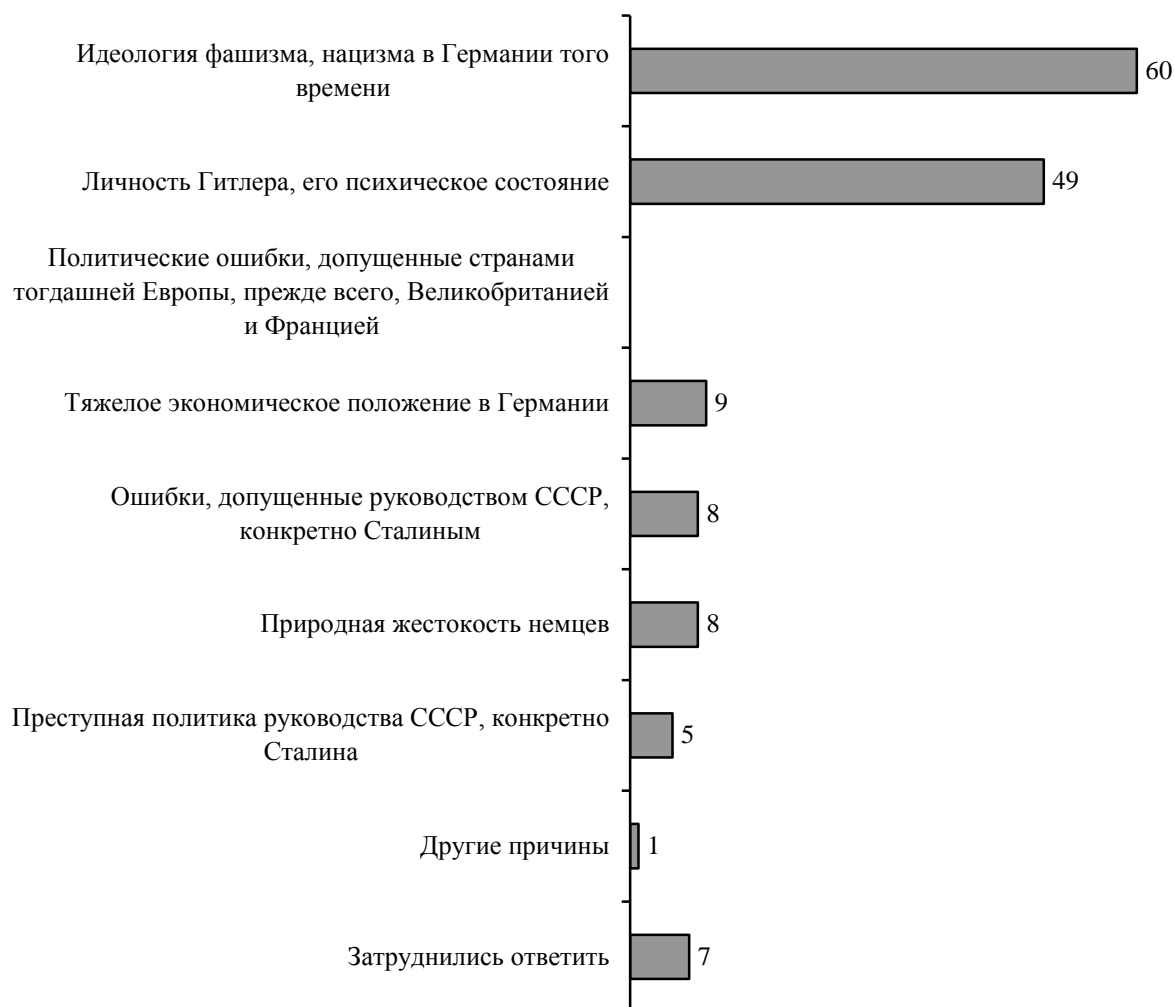 Идеология фашизма, нацизма в Германии того
времени
60
Личность Гитлера, его психическое состояние
49
Политические ошибки, допущенные странами
тогдашней Европы, прежде всего, Великобританией
и Францией
Тяжелое экономическое положение в Германии
9
Ошибки, допущенные руководством СССР,
конкретно Сталиным
8
Природная жестокость немцев
8
Преступная политика руководства СССР, конкретно
Сталина
5
Другие причины
1
Затруднились ответить
7